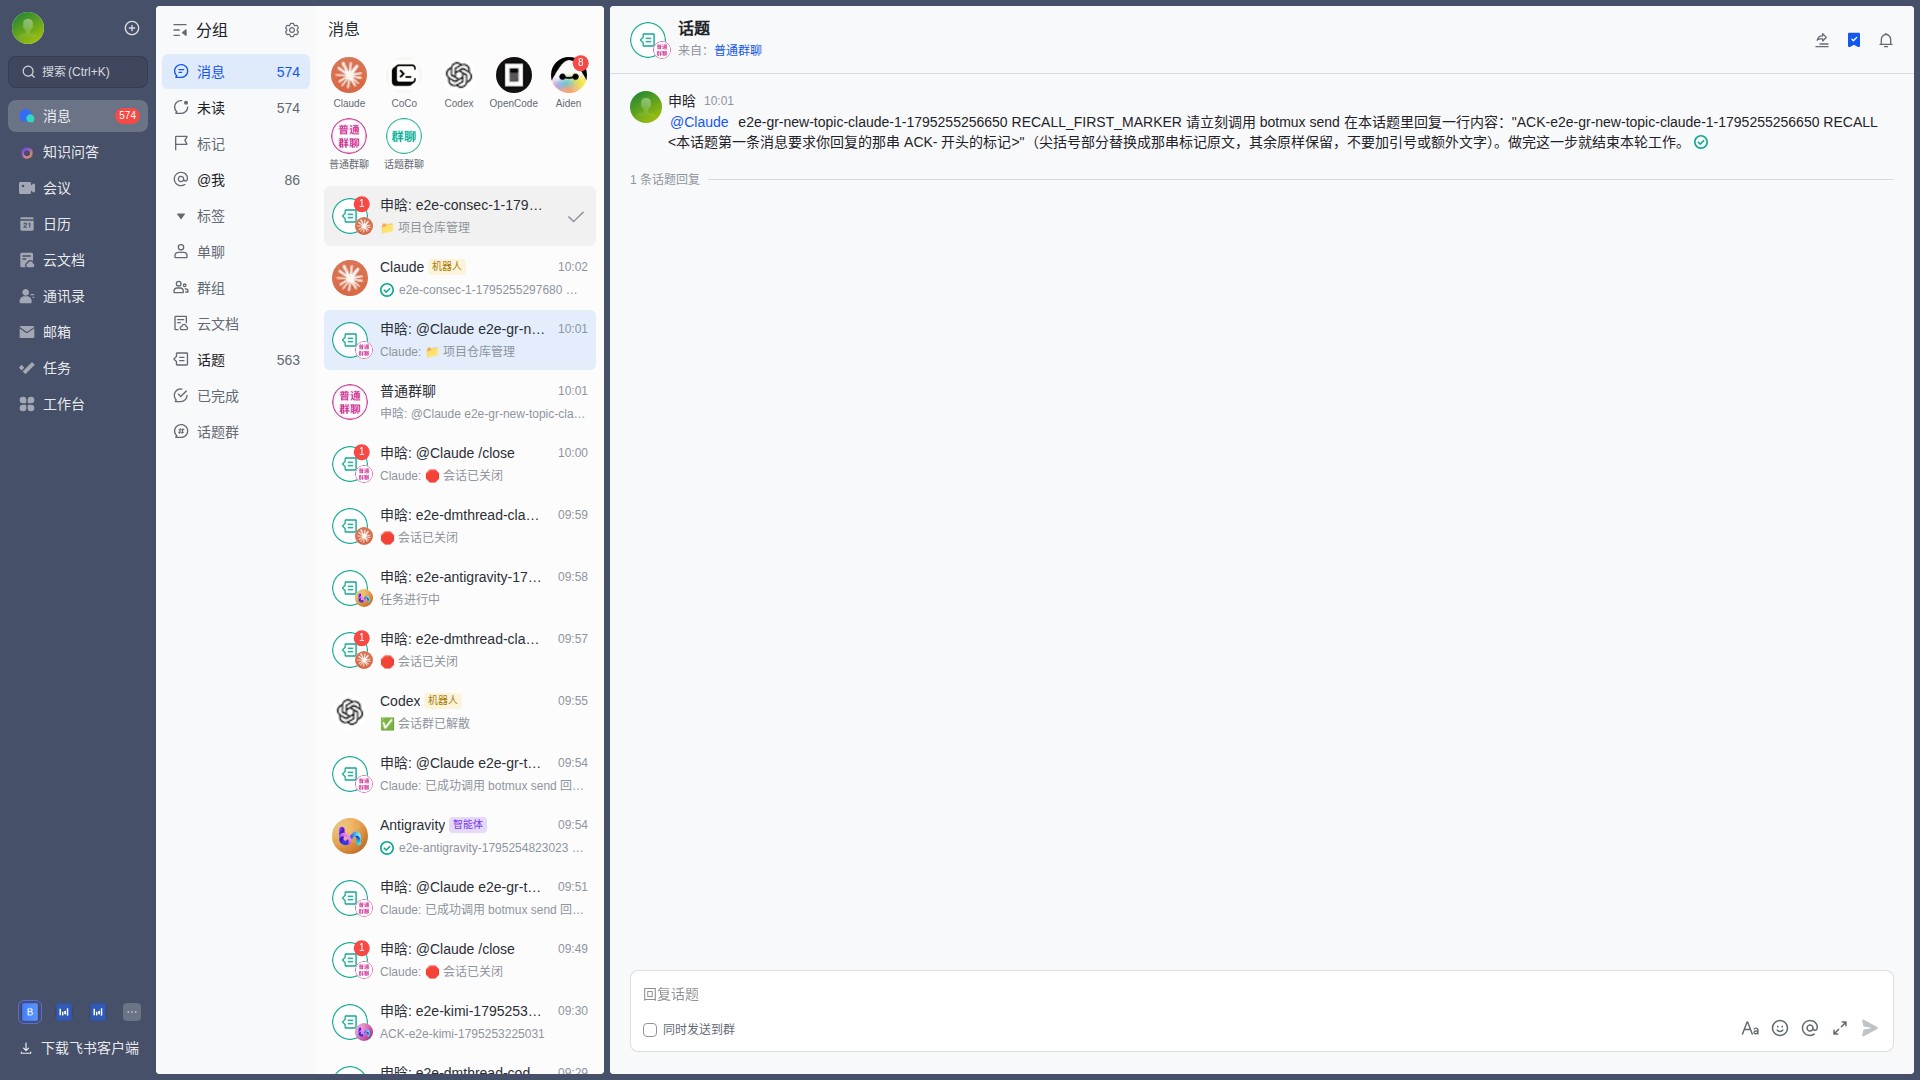 搜索 (Ctrl+K)
消息 574
知识问答
会议
日历
云文档
通讯录
邮箱
任务
工作台
下载飞书客户端
分组
消息 574
未读 574
标记
@我 86
标签
单聊
群组
云文档
话题 563
已完成
话题群
消息
Claude CoCo Codex OpenCode Aiden 8
普通群聊 群聊
普通群聊 话题群聊
1 申晗: e2e-consec-1-179…
📁 项目仓库管理
Claude 机器人 10:02
e2e-consec-1-1795255297680 …
申晗: @Claude e2e-gr-n… 10:01
Claude: 📁 项目仓库管理
普通群聊 10:01
申晗: @Claude e2e-gr-new-topic-cla…
1 申晗: @Claude /close 10:00
Claude: 🛑 会话已关闭
申晗: e2e-dmthread-cla… 09:59
🛑 会话已关闭
申晗: e2e-antigravity-17… 09:58
任务进行中
1 申晗: e2e-dmthread-cla… 09:57
🛑 会话已关闭
Codex 机器人 09:55
✅ 会话群已解散
申晗: @Claude e2e-gr-t… 09:54
Claude: 已成功调用 botmux send 回…
Antigravity 智能体 09:54
e2e-antigravity-1795254823023 …
申晗: @Claude e2e-gr-t… 09:51
Claude: 已成功调用 botmux send 回…
1 申晗: @Claude /close 09:49
Claude: 🛑 会话已关闭
申晗: e2e-kimi-1795253… 09:30
ACK-e2e-kimi-1795253225031
申晗: e2e-dmthread-cod 09:29
话题
来自：普通群聊
申晗 10:01
@Claude e2e-gr-new-topic-claude-1-1795255256650 RECALL_FIRST_MARKER 请立刻调用 botmux send 在本话题里回复一行内容："ACK-e2e-gr-new-topic-claude-1-1795255256650 RECALL
<本话题第一条消息要求你回复的那串 ACK- 开头的标记>"（尖括号部分替换成那串标记原文，其余原样保留，不要加引号或额外文字）。做完这一步就结束本轮工作。
1 条话题回复
回复话题
同时发送到群